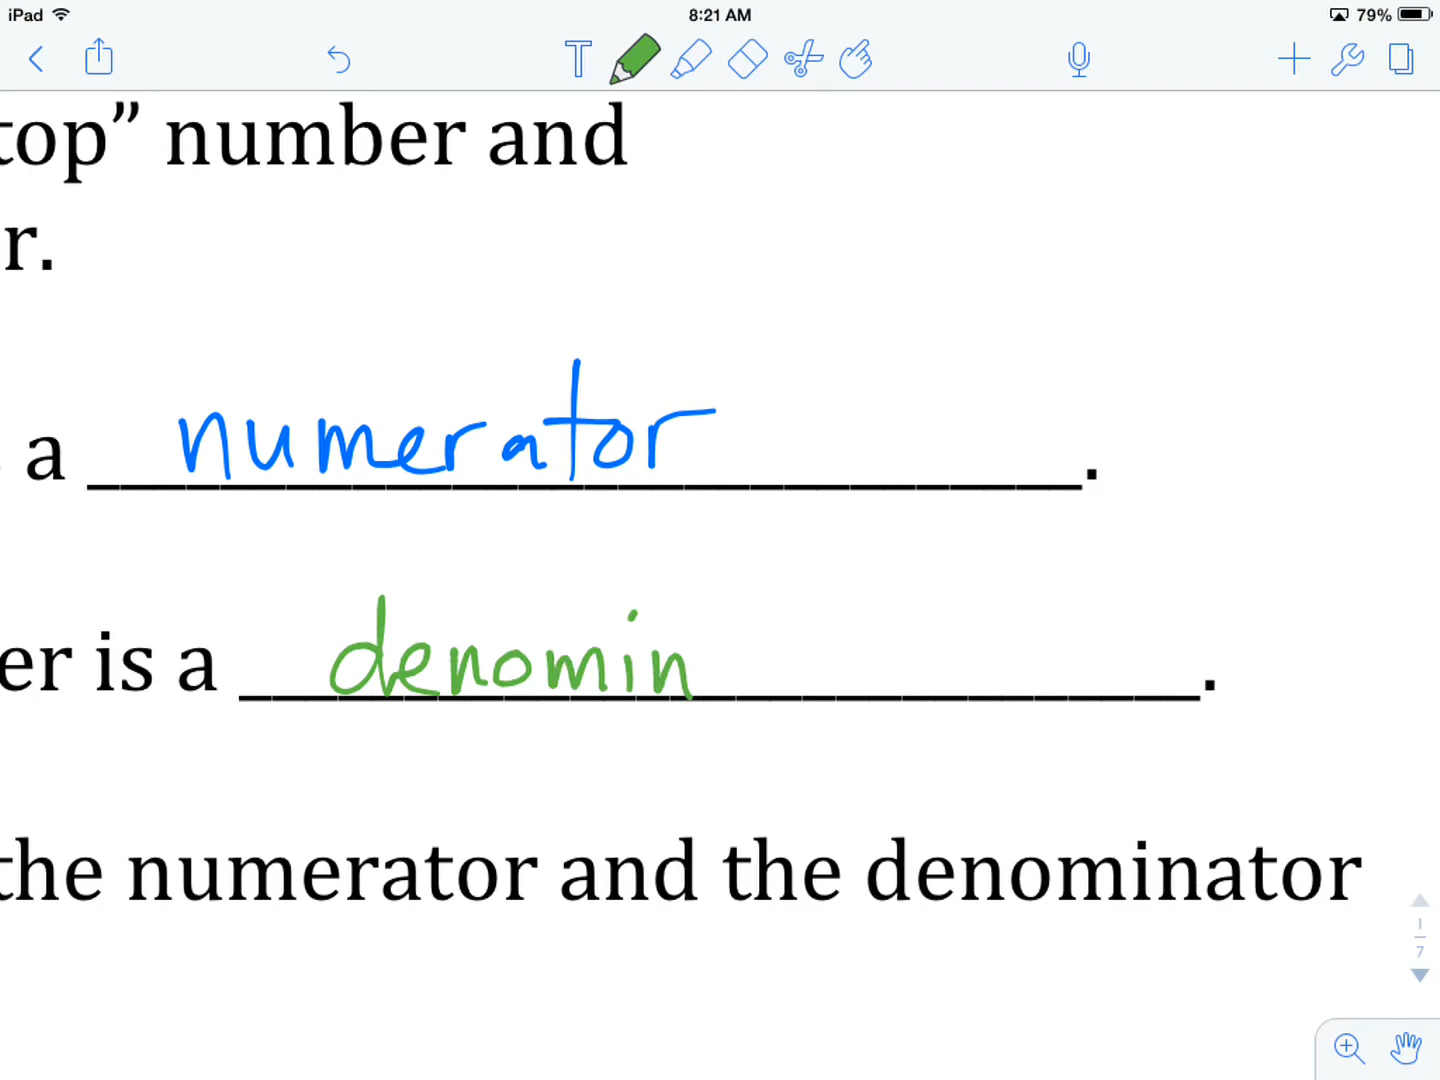 iPad 8:21 AM 79%
T
top” number and
r.
a numerator.
er is a denomin.
the numerator and the denominator
1
7